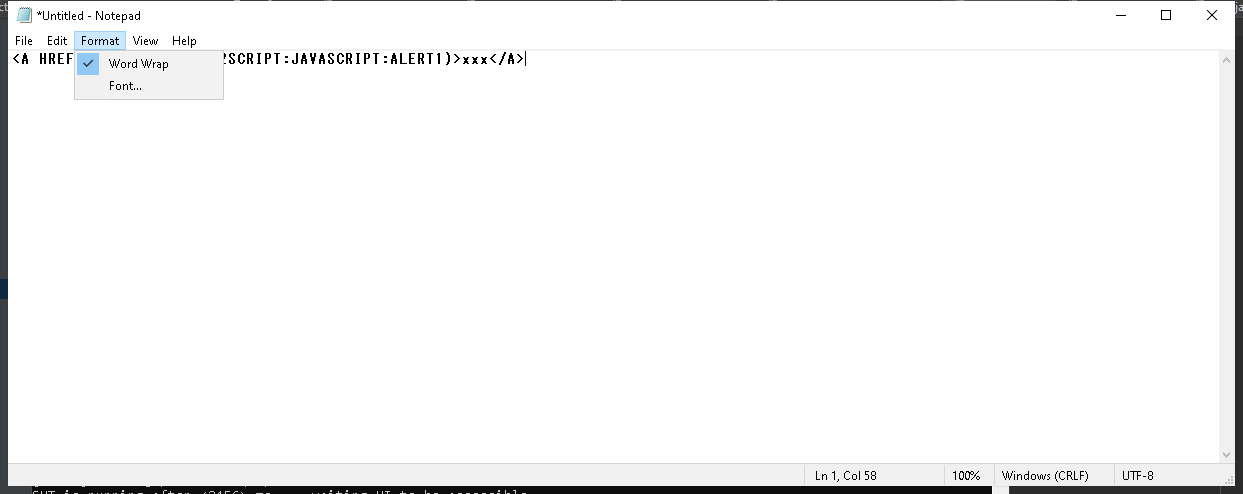 *Untitled - Notepad
File Edit Format View Help
<A HREF SCRIPT:JAVASCRIPT:ALERT1)>xxx</A>
Word Wrap
Font...
Ln 1, Col 58 100% Windows (CRLF) UTF-8